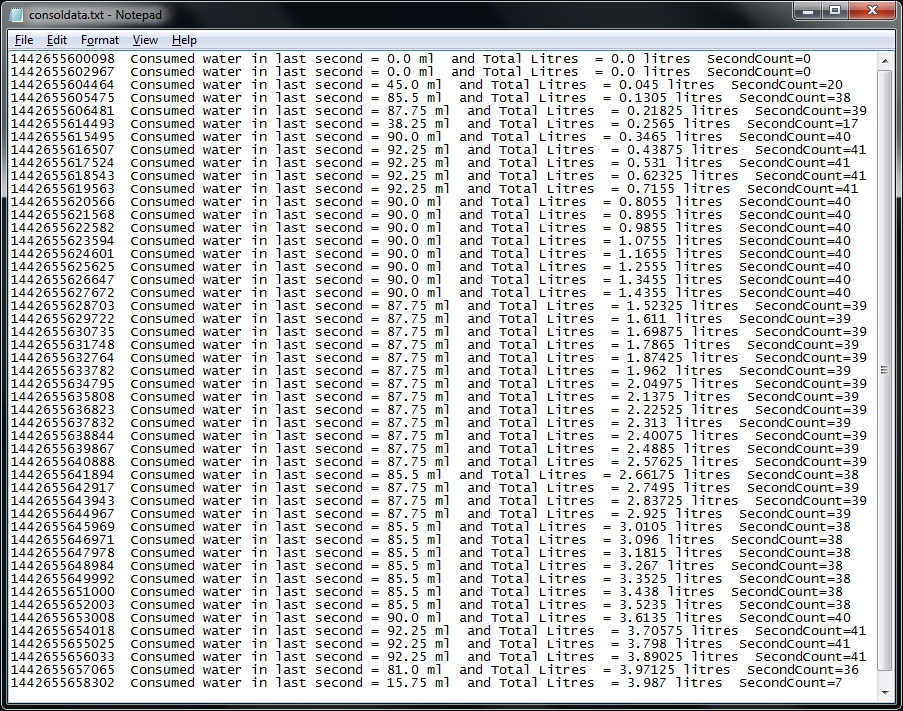 consoldata.txt - Notepad
File Edit Format View Help
1442655600098  Consumed water in last second = 0.0 ml  and Total Litres  = 0.0 litres  SecondCount=0
1442655602967  Consumed water in last second = 0.0 ml  and Total Litres  = 0.0 litres  SecondCount=0
1442655604464  Consumed water in last second = 45.0 ml  and Total Litres  = 0.045 litres  SecondCount=20
1442655605475  Consumed water in last second = 85.5 ml  and Total Litres  = 0.1305 litres  SecondCount=38
1442655606481  Consumed water in last second = 87.75 ml  and Total Litres  = 0.21825 litres  SecondCount=39
1442655614493  Consumed water in last second = 38.25 ml  and Total Litres  = 0.2565 litres  SecondCount=17
1442655615495  Consumed water in last second = 90.0 ml  and Total Litres  = 0.3465 litres  SecondCount=40
1442655616507  Consumed water in last second = 92.25 ml  and Total Litres  = 0.43875 litres  SecondCount=41
1442655617524  Consumed water in last second = 92.25 ml  and Total Litres  = 0.531 litres  SecondCount=41
1442655618543  Consumed water in last second = 92.25 ml  and Total Litres  = 0.62325 litres  SecondCount=41
1442655619563  Consumed water in last second = 92.25 ml  and Total Litres  = 0.7155 litres  SecondCount=41
1442655620566  Consumed water in last second = 90.0 ml  and Total Litres  = 0.8055 litres  SecondCount=40
1442655621568  Consumed water in last second = 90.0 ml  and Total Litres  = 0.8955 litres  SecondCount=40
1442655622582  Consumed water in last second = 90.0 ml  and Total Litres  = 0.9855 litres  SecondCount=40
1442655623594  Consumed water in last second = 90.0 ml  and Total Litres  = 1.0755 litres  SecondCount=40
1442655624601  Consumed water in last second = 90.0 ml  and Total Litres  = 1.1655 litres  SecondCount=40
1442655625625  Consumed water in last second = 90.0 ml  and Total Litres  = 1.2555 litres  SecondCount=40
1442655626647  Consumed water in last second = 90.0 ml  and Total Litres  = 1.3455 litres  SecondCount=40
1442655627672  Consumed water in last second = 90.0 ml  and Total Litres  = 1.4355 litres  SecondCount=40
1442655628703  Consumed water in last second = 87.75 ml  and Total Litres  = 1.52325 litres  SecondCount=39
1442655629722  Consumed water in last second = 87.75 ml  and Total Litres  = 1.611 litres  SecondCount=39
1442655630735  Consumed water in last second = 87.75 ml  and Total Litres  = 1.69875 litres  SecondCount=39
1442655631748  Consumed water in last second = 87.75 ml  and Total Litres  = 1.7865 litres  SecondCount=39
1442655632764  Consumed water in last second = 87.75 ml  and Total Litres  = 1.87425 litres  SecondCount=39
1442655633782  Consumed water in last second = 87.75 ml  and Total Litres  = 1.962 litres  SecondCount=39
1442655634795  Consumed water in last second = 87.75 ml  and Total Litres  = 2.04975 litres  SecondCount=39
1442655635808  Consumed water in last second = 87.75 ml  and Total Litres  = 2.1375 litres  SecondCount=39
1442655636823  Consumed water in last second = 87.75 ml  and Total Litres  = 2.22525 litres  SecondCount=39
1442655637832  Consumed water in last second = 87.75 ml  and Total Litres  = 2.313 litres  SecondCount=39
1442655638844  Consumed water in last second = 87.75 ml  and Total Litres  = 2.40075 litres  SecondCount=39
1442655639867  Consumed water in last second = 87.75 ml  and Total Litres  = 2.4885 litres  SecondCount=39
1442655640888  Consumed water in last second = 87.75 ml  and Total Litres  = 2.57625 litres  SecondCount=39
1442655641894  Consumed water in last second = 85.5 ml  and Total Litres  = 2.66175 litres  SecondCount=38
1442655642917  Consumed water in last second = 87.75 ml  and Total Litres  = 2.7495 litres  SecondCount=39
1442655643943  Consumed water in last second = 87.75 ml  and Total Litres  = 2.83725 litres  SecondCount=39
1442655644967  Consumed water in last second = 87.75 ml  and Total Litres  = 2.925 litres  SecondCount=39
1442655645969  Consumed water in last second = 85.5 ml  and Total Litres  = 3.0105 litres  SecondCount=38
1442655646971  Consumed water in last second = 85.5 ml  and Total Litres  = 3.096 litres  SecondCount=38
1442655647978  Consumed water in last second = 85.5 ml  and Total Litres  = 3.1815 litres  SecondCount=38
1442655648984  Consumed water in last second = 85.5 ml  and Total Litres  = 3.267 litres  SecondCount=38
1442655649992  Consumed water in last second = 85.5 ml  and Total Litres  = 3.3525 litres  SecondCount=38
1442655651000  Consumed water in last second = 85.5 ml  and Total Litres  = 3.438 litres  SecondCount=38
1442655652003  Consumed water in last second = 85.5 ml  and Total Litres  = 3.5235 litres  SecondCount=38
1442655653008  Consumed water in last second = 90.0 ml  and Total Litres  = 3.6135 litres  SecondCount=40
1442655654018  Consumed water in last second = 92.25 ml  and Total Litres  = 3.70575 litres  SecondCount=41
1442655655025  Consumed water in last second = 92.25 ml  and Total Litres  = 3.798 litres  SecondCount=41
1442655656033  Consumed water in last second = 92.25 ml  and Total Litres  = 3.89025 litres  SecondCount=41
1442655657065  Consumed water in last second = 81.0 ml  and Total Litres  = 3.97125 litres  SecondCount=36
1442655658302  Consumed water in last second = 15.75 ml  and Total Litres  = 3.987 litres  SecondCount=7